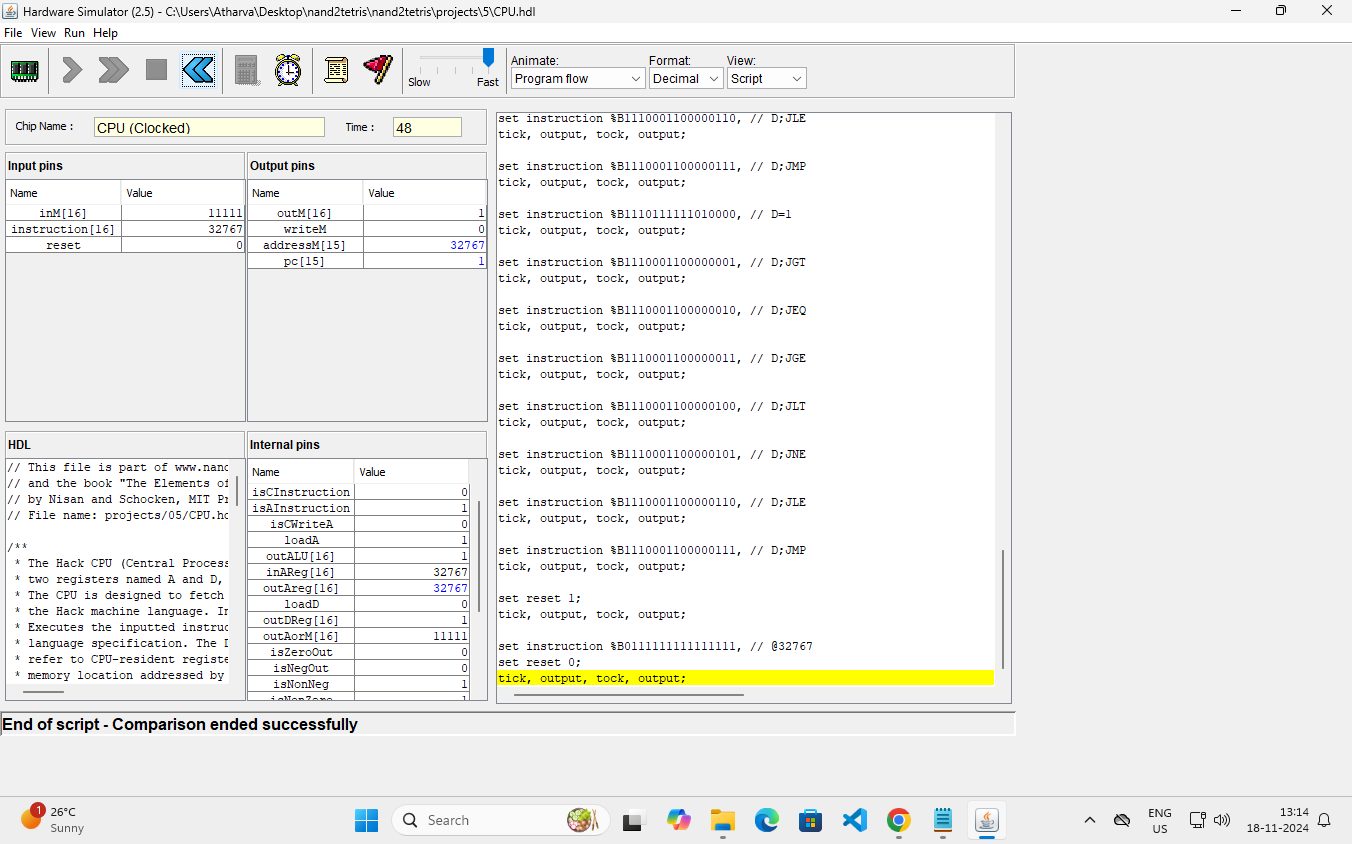 Hardware Simulator (2.5) - C:\Users\Atharva\Desktop\nand2tetris\nand2tetris\projects\5\CPU.hdl
File View Run Help
Slow Fast
Animate: Format: View:
Program flow Decimal Script
Chip Name : CPU (Clocked) Time : 48
Input pins
Name Value
inM[16] 11111
instruction[16] 32767
reset 0
Output pins
Name Value
outM[16] 1
writeM 0
addressM[15] 32767
pc[15] 1
HDL
// This file is part of www.nand
// and the book "The Elements of
// by Nisan and Schocken, MIT Pr
// File name: projects/05/CPU.hd
/**
* The Hack CPU (Central Process
* two registers named A and D,
* The CPU is designed to fetch
* the Hack machine language. In
* Executes the inputted instruc
* language specification. The D
* refer to CPU-resident registe
* memory location addressed by
Internal pins
Name Value
isCInstruction 0
isAInstruction 1
isCWriteA 0
loadA 1
outALU[16] 1
inAReg[16] 32767
outAreg[16] 32767
loadD 0
outDReg[16] 1
outAorM[16] 11111
isZeroOut 0
isNegOut 0
isNonNeg 1
isNonZero 1
set instruction %B1110001100000110, // D;JLE
tick, output, tock, output;
set instruction %B1110001100000111, // D;JMP
tick, output, tock, output;
set instruction %B1110111111010000, // D=1
tick, output, tock, output;
set instruction %B1110001100000001, // D;JGT
tick, output, tock, output;
set instruction %B1110001100000010, // D;JEQ
tick, output, tock, output;
set instruction %B1110001100000011, // D;JGE
tick, output, tock, output;
set instruction %B1110001100000100, // D;JLT
tick, output, tock, output;
set instruction %B1110001100000101, // D;JNE
tick, output, tock, output;
set instruction %B1110001100000110, // D;JLE
tick, output, tock, output;
set instruction %B1110001100000111, // D;JMP
tick, output, tock, output;
set reset 1;
tick, output, tock, output;
set instruction %B0111111111111111, // @32767
set reset 0;
tick, output, tock, output;
End of script - Comparison ended successfully
1
26°C
Sunny
Search
ENG
US
13:14
18-11-2024